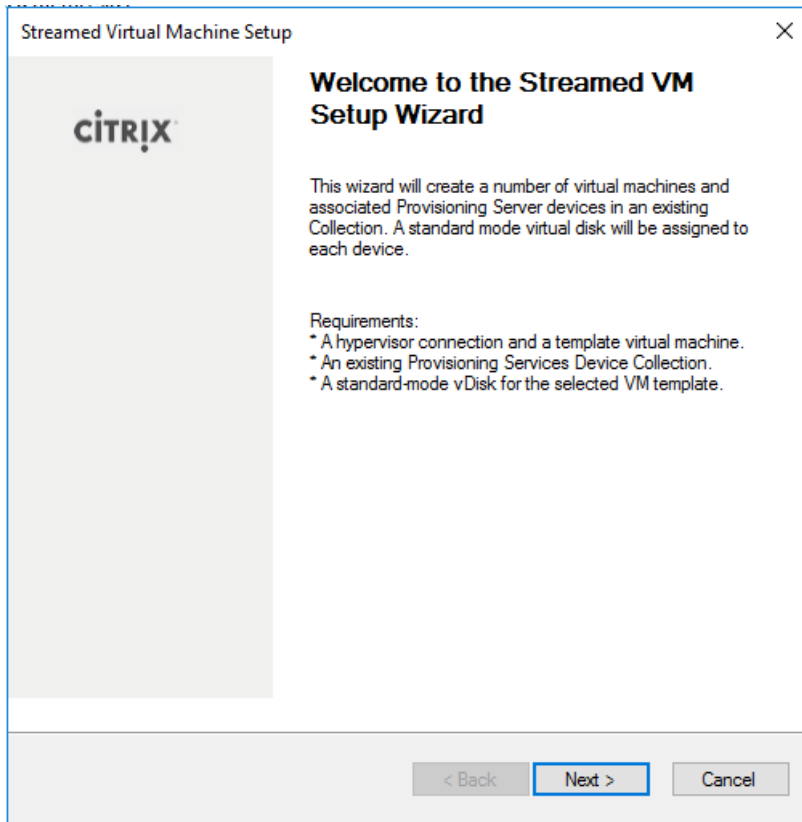 Streamed Virtual Machine Setup
CITRIX
Welcome to the Streamed VM
Setup Wizard
This wizard will create a number of virtual machines and
associated Provisioning Server devices in an existing
Collection. A standard mode virtual disk will be assigned to
each device.
Requirements:
* A hypervisor connection and a template virtual machine.
* An existing Provisioning Services Device Collection.
* A standard-mode vDisk for the selected VM template.
< Back
Next >
Cancel